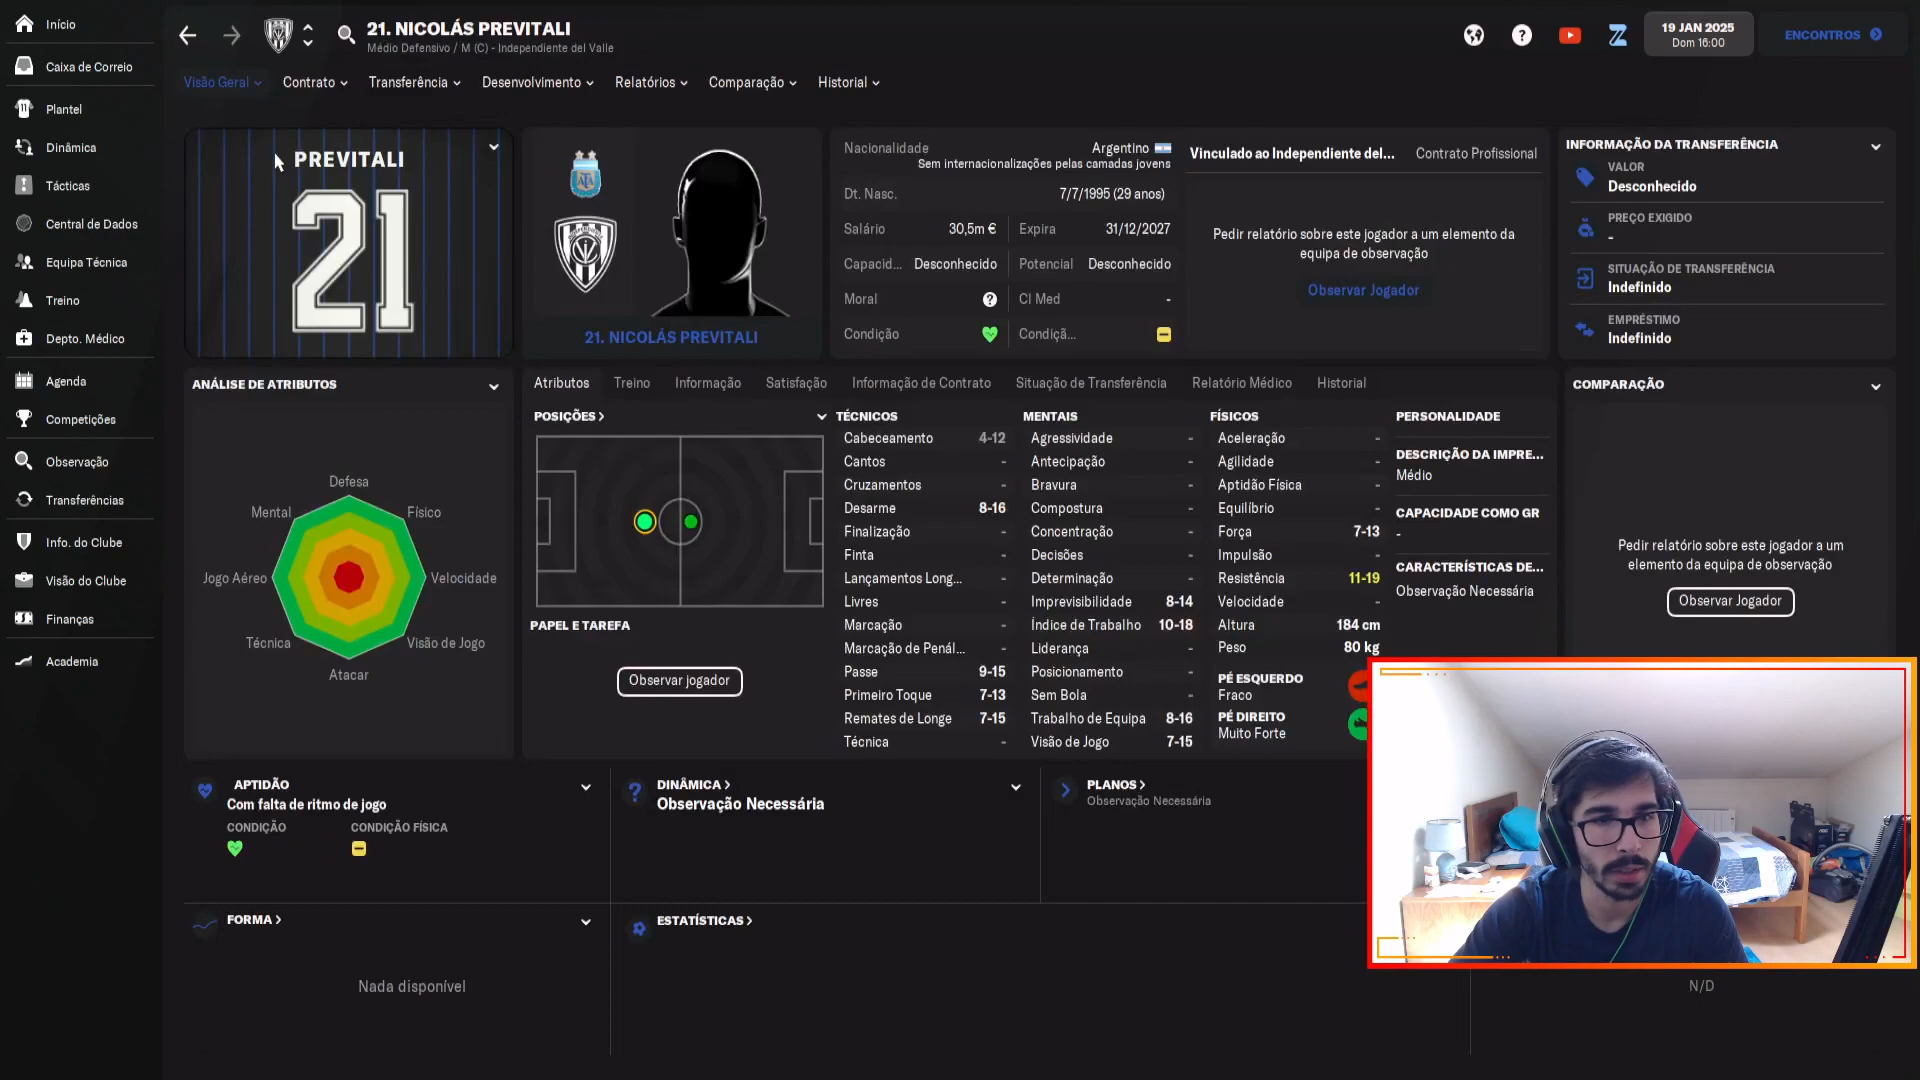 Início
Caixa de Correio
Plantel
Dinâmica
Tácticas
Central de Dados
Equipa Técnica
Treino
Depto. Médico
Agenda
Competições
Observação
Transferências
Info. do Clube
Visão do Clube
Finanças
Academia
21. NICOLÁS PREVITALI
Médio Defensivo / M (C) - Independiente del Valle
19 JAN 2025
Dom 16:00
ENCONTROS
Visão Geral
Contrato
Transferência
Desenvolvimento
Relatórios
Comparação
Historial
PREVITALI
21
21. NICOLÁS PREVITALI
Nacionalidade Argentino
Sem internacionalizações pelas camadas jovens
Dt. Nasc. 7/7/1995 (29 anos)
Salário 30,5m € Expira 31/12/2027
Capacid... Desconhecido Potencial Desconhecido
Moral CI Med -
Condição Condiçã...
Vinculado ao Independiente del... Contrato Profissional
Pedir relatório sobre este jogador a um elemento da
equipa de observação
Observar Jogador
INFORMAÇÃO DA TRANSFERÊNCIA
VALOR
Desconhecido
PREÇO EXIGIDO
-
SITUAÇÃO DE TRANSFERÊNCIA
Indefinido
EMPRÉSTIMO
Indefinido
ANÁLISE DE ATRIBUTOS
Defesa
Mental Físico
Jogo Aéreo Velocidade
Técnica Visão de Jogo
Atacar
Atributos Treino Informação Satisfação Informação de Contrato Situação de Transferência Relatório Médico Historial
POSIÇÕES >
PAPEL E TAREFA
Observar jogador
TÉCNICOS
Cabeceamento 4-12
Cantos -
Cruzamentos -
Desarme 8-16
Finalização -
Finta -
Lançamentos Long... -
Livres -
Marcação -
Marcação de Penál... -
Passe 9-15
Primeiro Toque 7-13
Remates de Longe 7-15
Técnica -
MENTAIS
Agressividade -
Antecipação -
Bravura -
Compostura -
Concentração -
Decisões -
Determinação -
Imprevisibilidade 8-14
Índice de Trabalho 10-18
Liderança -
Posicionamento -
Sem Bola -
Trabalho de Equipa 8-16
Visão de Jogo 7-15
FÍSICOS
Aceleração -
Agilidade -
Aptidão Física -
Equilíbrio -
Força 7-13
Impulsão -
Resistência 11-19
Velocidade -
Altura 184 cm
Peso 80 kg
PÉ ESQUERDO
Fraco
PÉ DIREITO
Muito Forte
PERSONALIDADE
DESCRIÇÃO DA IMPRE...
Médio
CAPACIDADE COMO GR
-
CARACTERÍSTICAS DE...
Observação Necessária
COMPARAÇÃO
Pedir relatório sobre este jogador a um
elemento da equipa de observação
Observar Jogador
APTIDÃO
Com falta de ritmo de jogo
CONDIÇÃO CONDIÇÃO FÍSICA
DINÂMICA >
Observação Necessária
PLANOS >
Observação Necessária
FORMA >
Nada disponível
ESTATÍSTICAS >
N/D